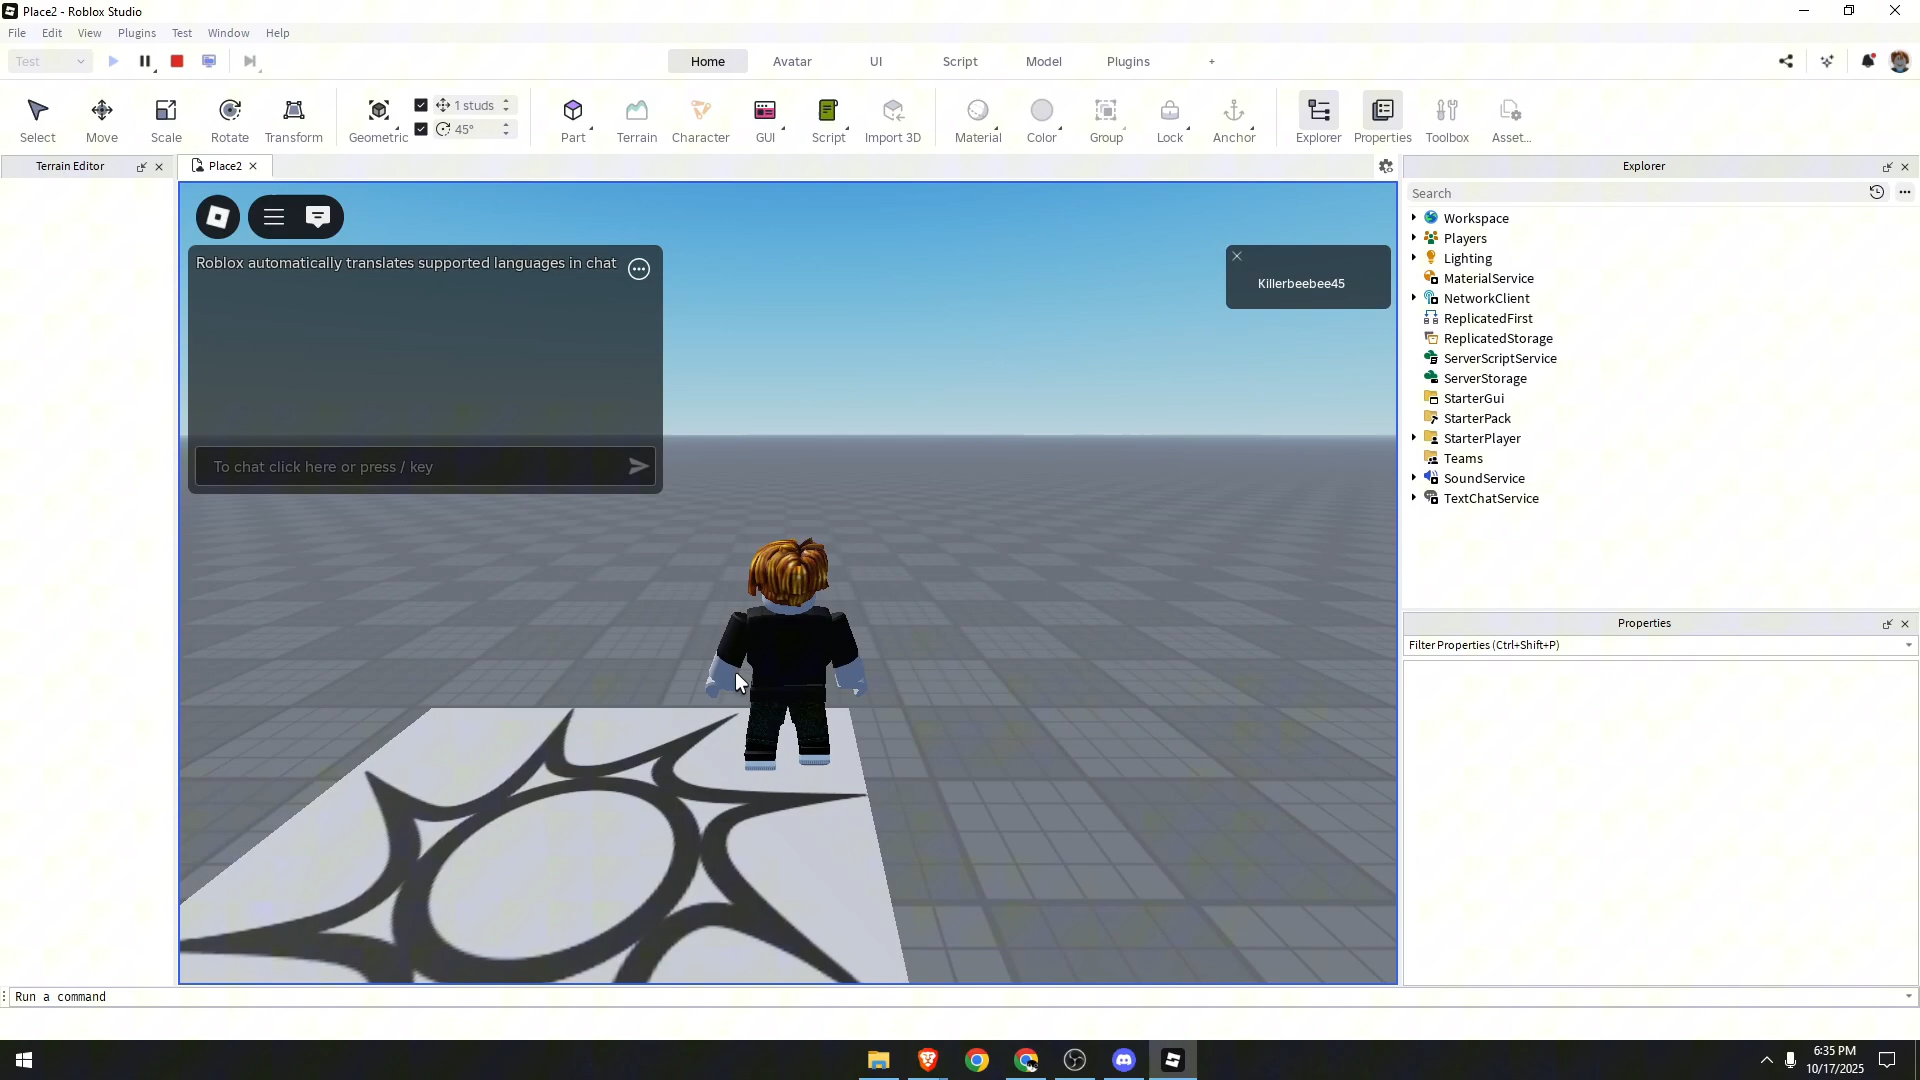 Place2 - Roblox Studio
File Edit View Plugins Test Window Help
Test
Home Avatar UI Script Model Plugins +
Select Move Scale Rotate Transform Geometric 1 studs 45° Part Terrain Character GUI Script Import 3D Material Color Group Lock Anchor Explorer Properties Toolbox Asset...
Terrain Editor
Place2
Roblox automatically translates supported languages in chat
To chat click here or press / key
Killerbeebee45
Explorer
Search
Workspace
Players
Lighting
MaterialService
NetworkClient
ReplicatedFirst
ReplicatedStorage
ServerScriptService
ServerStorage
StarterGui
StarterPack
StarterPlayer
Teams
SoundService
TextChatService
Properties
Filter Properties (Ctrl+Shift+P)
Run a command
6:35 PM
10/17/2025